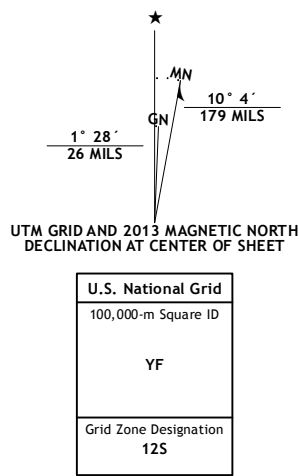 ★
MN
GN
10° 4´
179 MILS
1° 28´
26 MILS
UTM GRID AND 2013 MAGNETIC NORTH
DECLINATION AT CENTER OF SHEET
U.S. National Grid
100,000-m Square ID
YF
Grid Zone Designation
12S